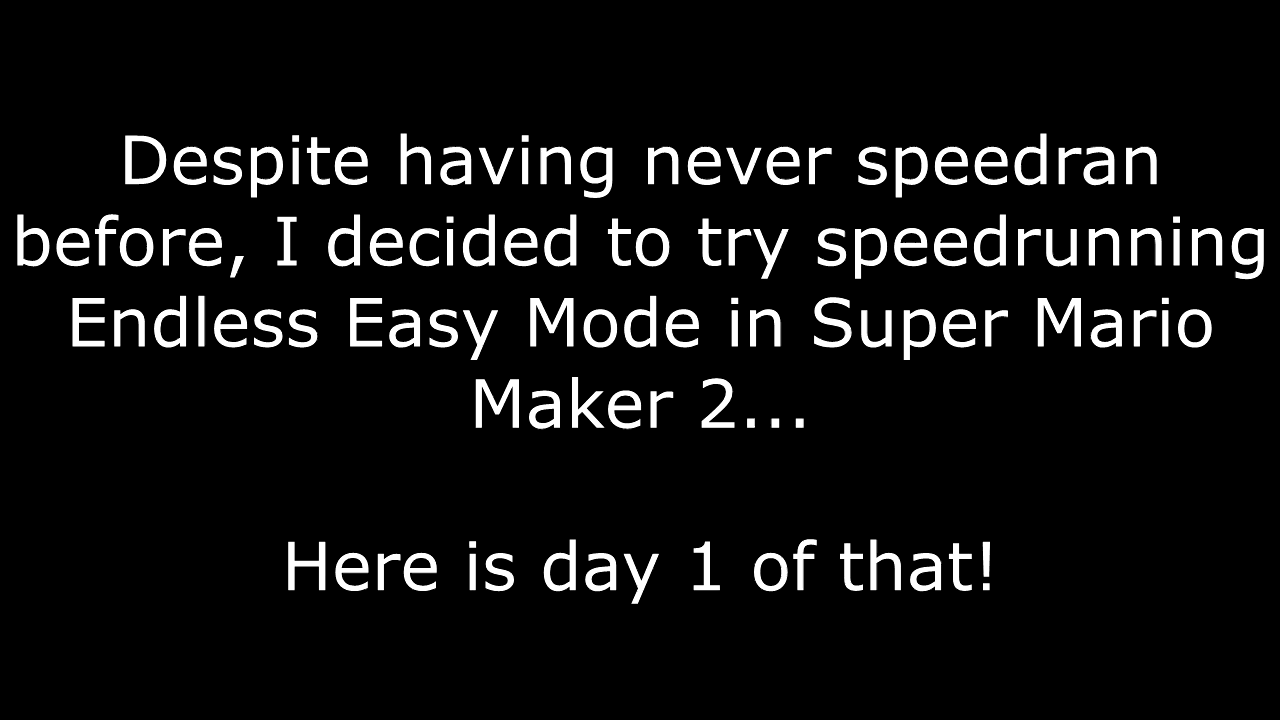 Despite having never speedran
before, I decided to try speedrunning
Endless Easy Mode in Super Mario
Maker 2...
Here is day 1 of that!